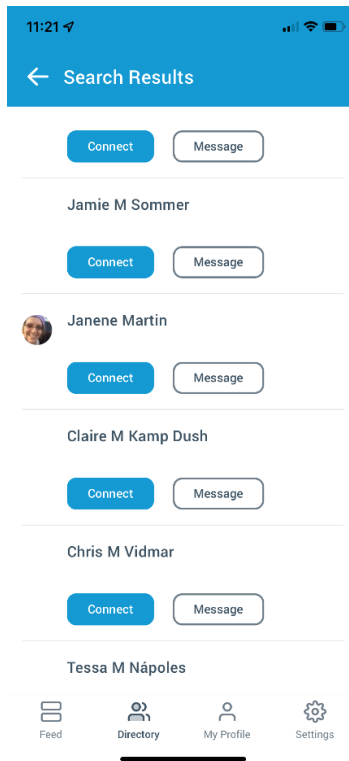 11:21
Search Results
Connect Message
Jamie M Sommer
Connect Message
Janene Martin
Connect Message
Claire M Kamp Dush
Connect Message
Chris M Vidmar
Connect Message
Tessa M Nápoles
Feed Directory My Profile Settings